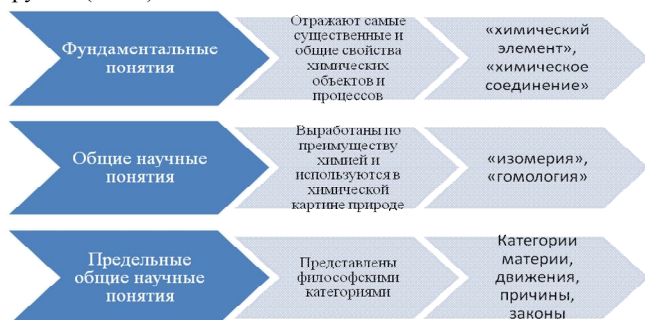 Фундаментальные
понятия
Отражают самые
существенные и
общие свойства
химических
объектов и
процессов
«химический
элемент»,
«химическое
соединение»
Общие научные
понятия
Выработаны по
преимуществу
химией и
используются в
химической
картине природе
«изомерия»,
«гомология»
Предельные
общие научные
понятия
Представлены
философскими
категориями
Категории
материи,
движения,
причины,
законы